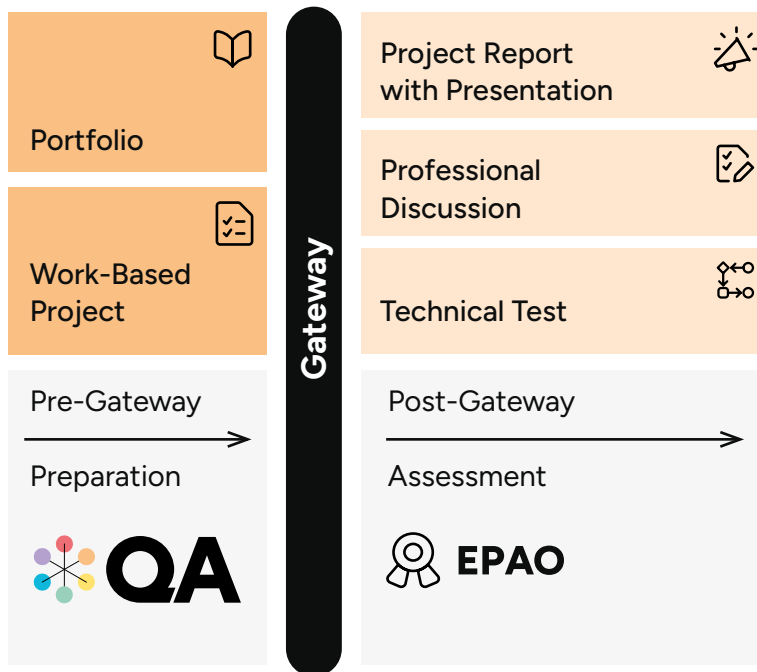 Portfolio
Work-Based
Project
Pre-Gateway
Preparation
QA
Gateway
Project Report
with Presentation
Professional
Discussion
Technical Test
Post-Gateway
Assessment
EPAO